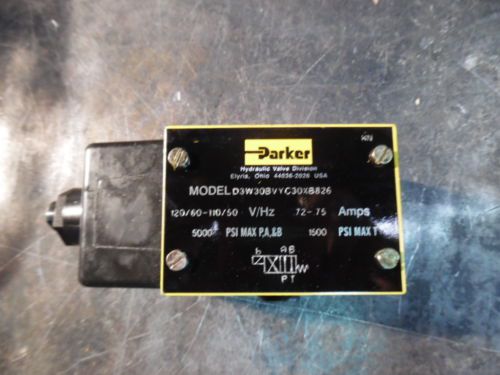 Parker
Hydraulic Valve Division
Elyria, Ohio 44036-2026 USA
MODEL D3W30BVYC30XB826
120/60-110/50 V/Hz .72-.75 Amps
5000 PSI MAX P,A,&B 1500 PSI MAX T
b A B
P T